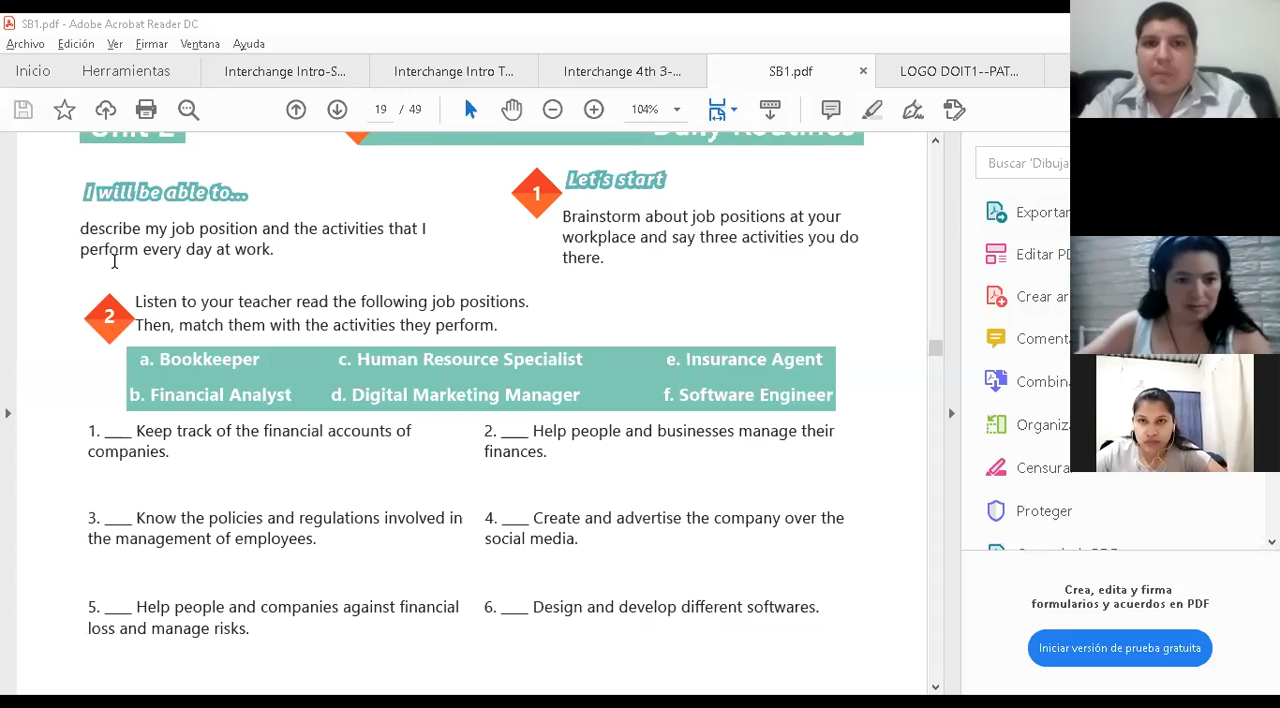 SB1.pdf - Adobe Acrobat Reader DC
Archivo Edición Ver Firmar Ventana Ayuda
Inicio Herramientas Interchange Intro-S... Interchange Intro T... Interchange 4th 3-... SB1.pdf × LOGO DOIT1--PAT...
19 / 49 104%
Unit 2 Daily Routines
I will be able to...
describe my job position and the activities that I
perform every day at work.
1 Let's start
Brainstorm about job positions at your
workplace and say three activities you do
there.
2 Listen to your teacher read the following job positions.
Then, match them with the activities they perform.
a. Bookkeeper c. Human Resource Specialist e. Insurance Agent
b. Financial Analyst d. Digital Marketing Manager f. Software Engineer
1. ___ Keep track of the financial accounts of
companies.
2. ___ Help people and businesses manage their
finances.
3. ___ Know the policies and regulations involved in
the management of employees.
4. ___ Create and advertise the company over the
social media.
5. ___ Help people and companies against financial
loss and manage risks.
6. ___ Design and develop different softwares.
Buscar 'Dibuja
Exportar
Editar PD
Crear ar
Coment
Combin
Organiz
Censura
Proteger
Crea, edita y firma
formularios y acuerdos en PDF
Iniciar versión de prueba gratuita